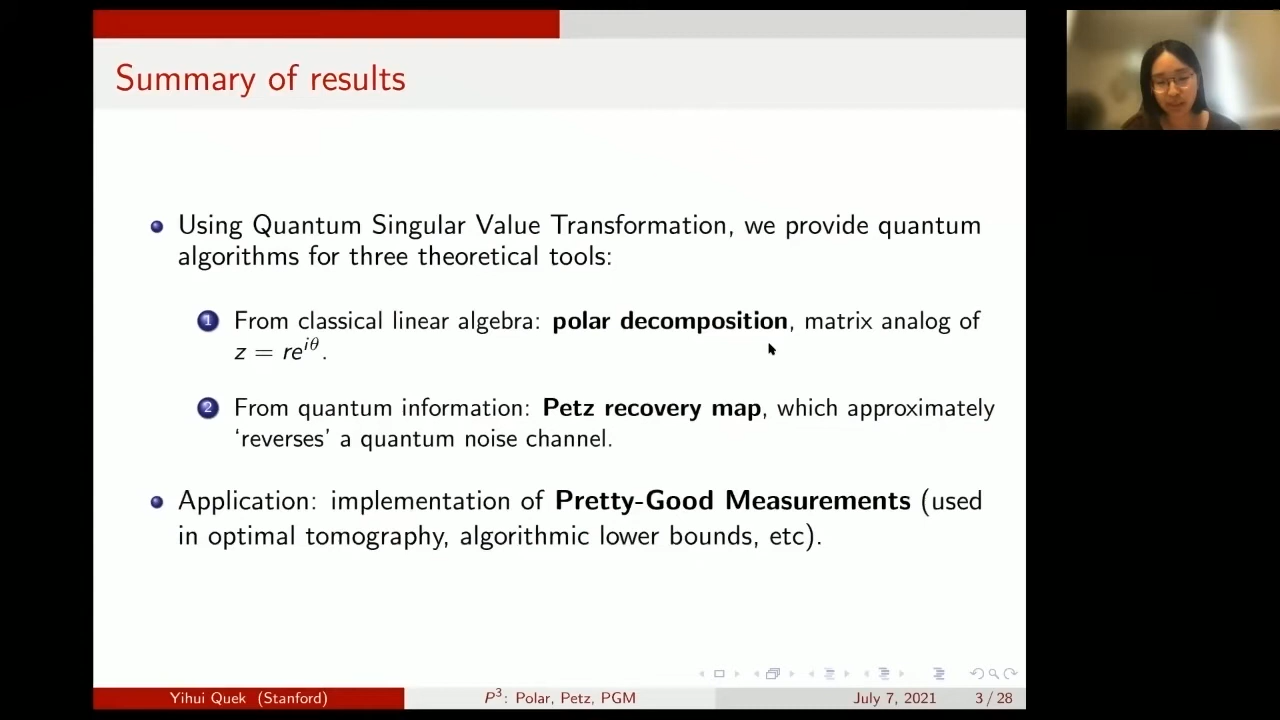 Summary of results
Using Quantum Singular Value Transformation, we provide quantum
algorithms for three theoretical tools:
1 From classical linear algebra: polar decomposition, matrix analog of
z = re^{iθ}.
2 From quantum information: Petz recovery map, which approximately
‘reverses’ a quantum noise channel.
Application: implementation of Pretty-Good Measurements (used
in optimal tomography, algorithmic lower bounds, etc).
Yihui Quek (Stanford) P³: Polar, Petz, PGM July 7, 2021 3 / 28